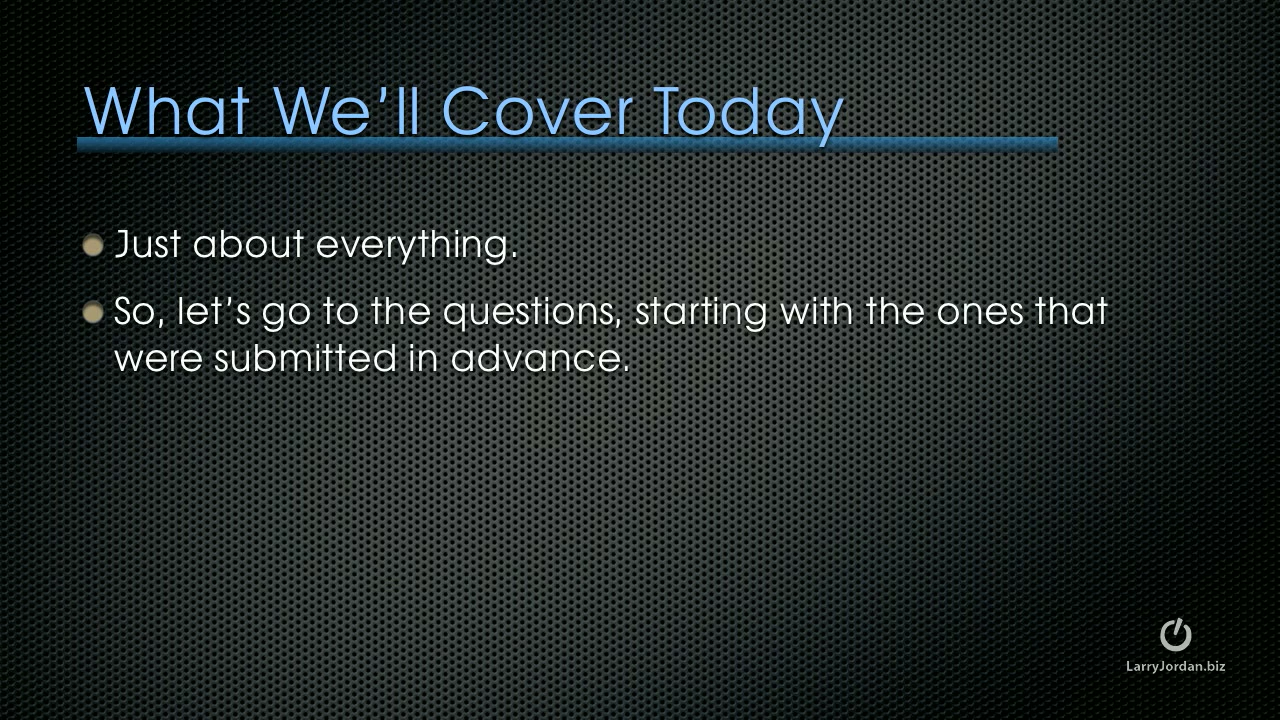 What We’ll Cover Today
Just about everything.
So, let’s go to the questions, starting with the ones that
were submitted in advance.
LarryJordan.biz